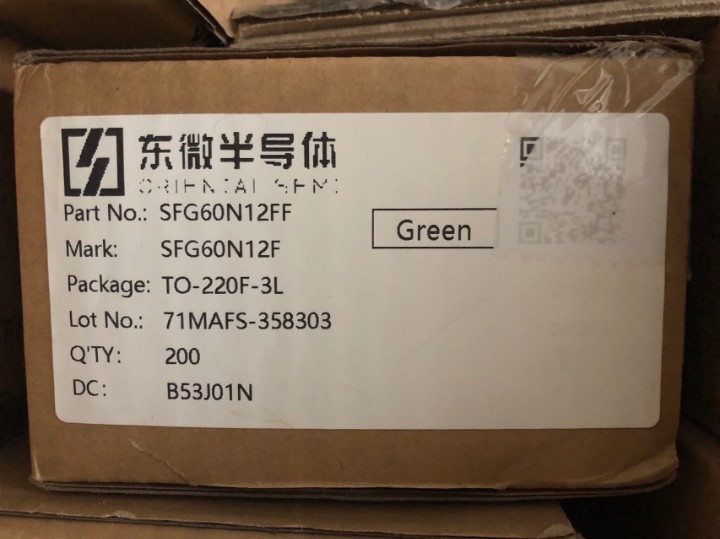 东微半导体
ORIENTAL SEMI
Part No.: SFG60N12FF
Green
Mark: SFG60N12F
Package: TO-220F-3L
Lot No.: 71MAFS-358303
Q'TY: 200
DC: B53J01N